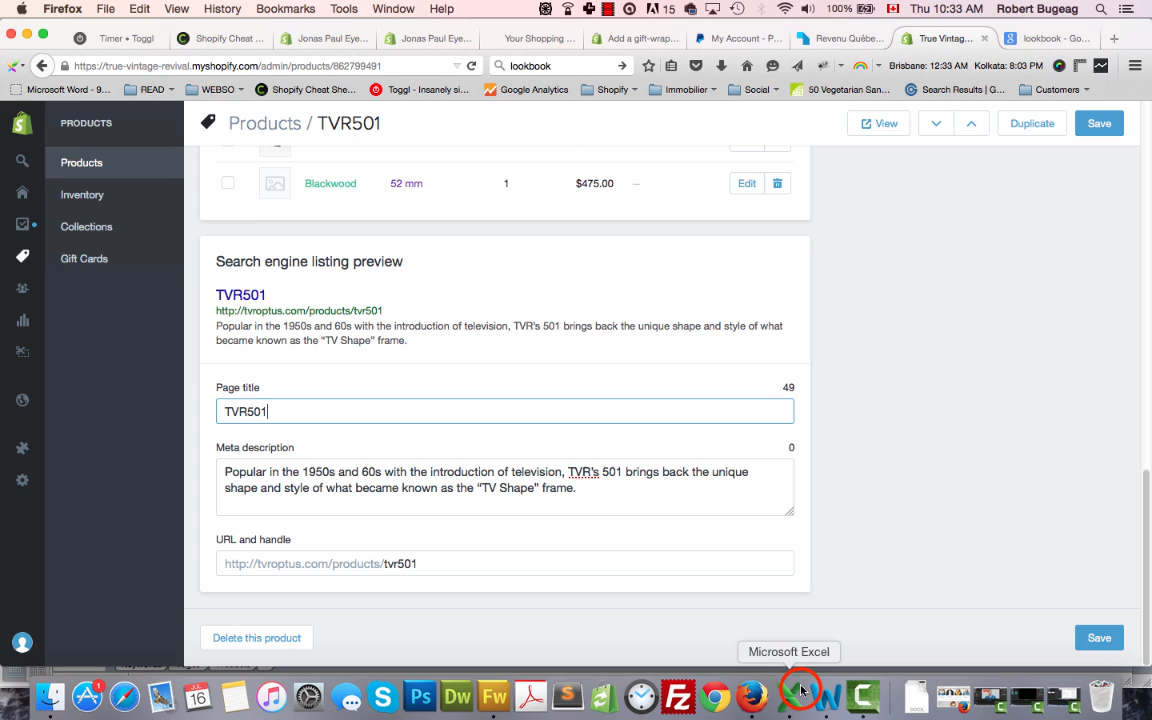 Firefox File Edit View History Bookmarks Tools Window Help 15 100% Thu 10:33 AM Robert Bugeag
Timer • Toggl Shopify Cheat ... Jonas Paul Eye... Jonas Paul Eye... Your Shopping ... Add a gift-wrap... My Account - P... Revenu Québe... True Vintag... lookbook - Go...
https://true-vintage-revival.myshopify.com/admin/products/862799491 lookbook Brisbane: 12:33 AM Kolkata: 8:03 PM
Microsoft Word - 9... READ WEBSO Shopify Cheat She... Toggl - Insanely si... Google Analytics Shopify Immobilier Social 50 Vegetarian San... Search Results | G... Customers
PRODUCTS
Products / TVR501 View Duplicate Save
Products
Inventory
Collections
Gift Cards
Blackwood 52 mm 1 $475.00 — Edit
Search engine listing preview
TVR501
http://tvroptus.com/products/tvr501
Popular in the 1950s and 60s with the introduction of television, TVR's 501 brings back the unique shape and style of what
became known as the “TV Shape” frame.
Page title 49
TVR501
Meta description 0
Popular in the 1950s and 60s with the introduction of television, TVR's 501 brings back the unique
shape and style of what became known as the “TV Shape” frame.
URL and handle
http://tvroptus.com/products/tvr501
Delete this product Save
Microsoft Excel
1 JUL 16 Ps Dw Fw S Fz W C